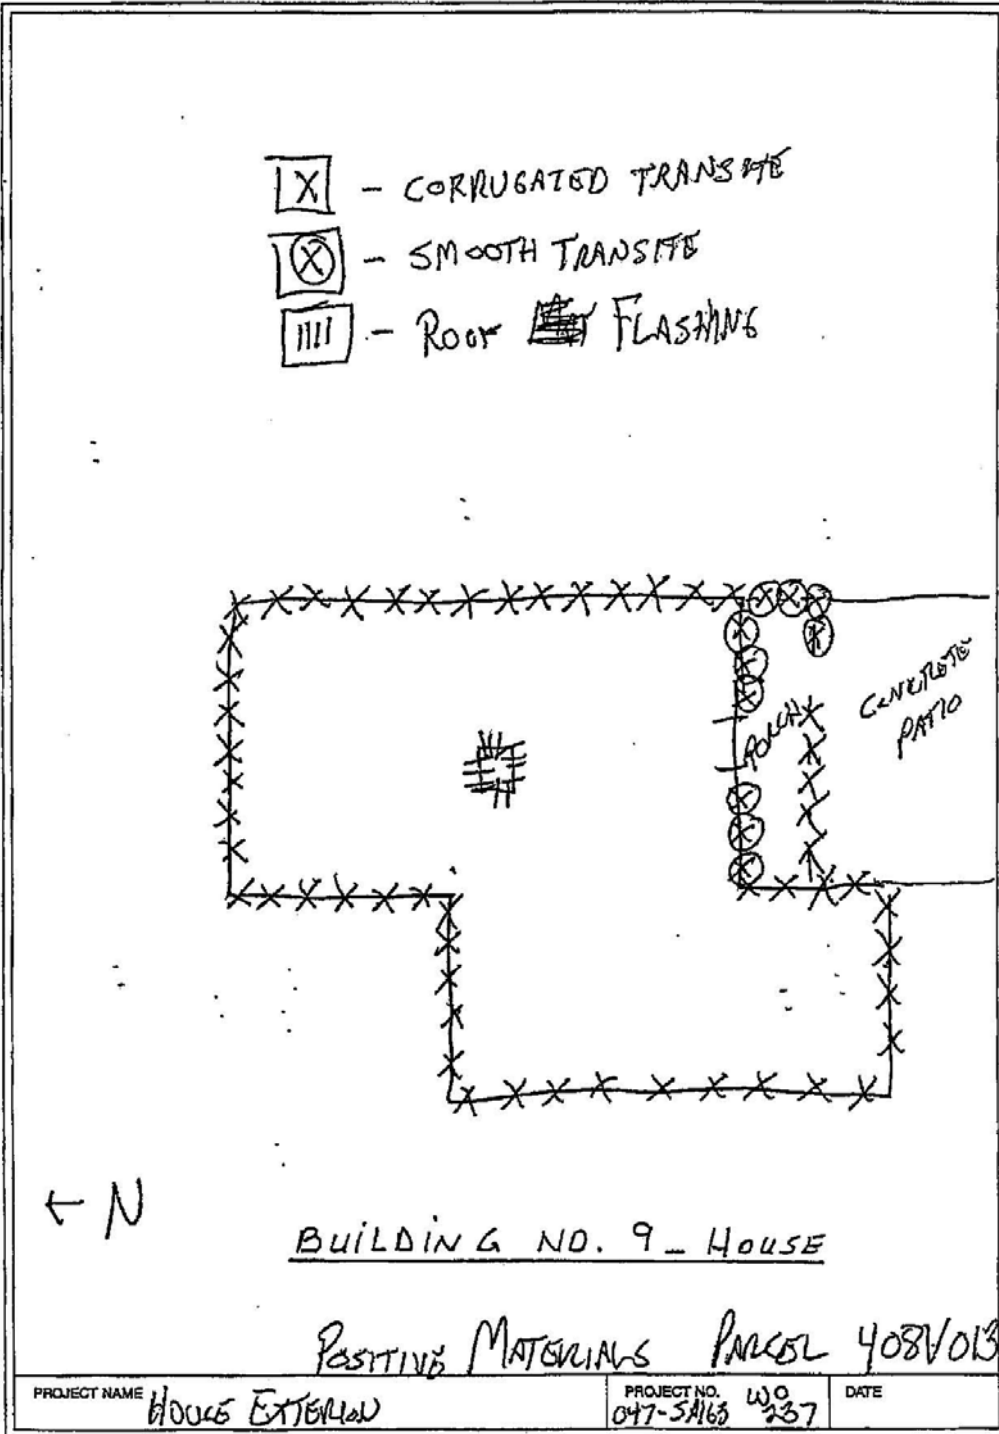 X - CORRUGATED TRANSITE
X - SMOOTH TRANSITE
IIII - ROOF FLASHING
CONCRETE
PATIO
PORCH
← N
BUILDING NO. 9 - HOUSE
POSITIVE MATERIALS PARCEL 408V013
PROJECT NAME HOUSE EXTERIOR
PROJECT NO. WO 237
047-SA163
DATE